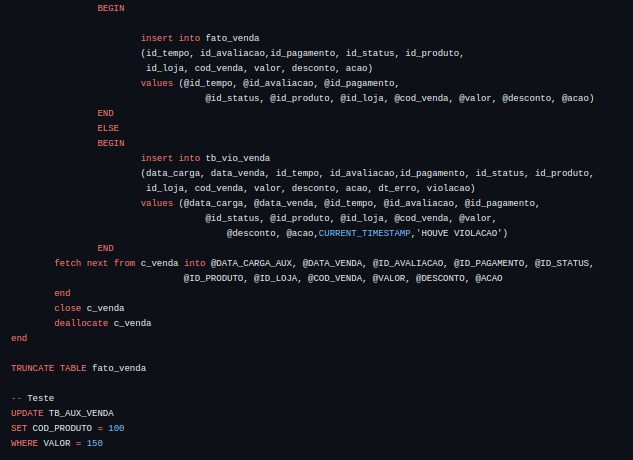 BEGIN
insert into fato_venda
(id_tempo, id_avaliacao,id_pagamento, id_status, id_produto,
id_loja, cod_venda, valor, desconto, acao)
values (@id_tempo, @id_avaliacao, @id_pagamento,
@id_status, @id_produto, @id_loja, @cod_venda, @valor, @desconto, @acao)
END
ELSE
BEGIN
insert into tb_vio_venda
(data_carga, data_venda, id_tempo, id_avaliacao,id_pagamento, id_status, id_produto,
id_loja, cod_venda, valor, desconto, acao, dt_erro, violacao)
values (@data_carga, @data_venda, @id_tempo, @id_avaliacao, @id_pagamento,
@id_status, @id_produto, @id_loja, @cod_venda, @valor,
@desconto, @acao,CURRENT_TIMESTAMP,'HOUVE VIOLACAO')
END
fetch next from c_venda into @DATA_CARGA_AUX, @DATA_VENDA, @ID_AVALIACAO, @ID_PAGAMENTO, @ID_STATUS,
@ID_PRODUTO, @ID_LOJA, @COD_VENDA, @VALOR, @DESCONTO, @ACAO
end
close c_venda
deallocate c_venda
end
TRUNCATE TABLE fato_venda
-- Teste
UPDATE TB_AUX_VENDA
SET COD_PRODUTO = 100
WHERE VALOR = 150